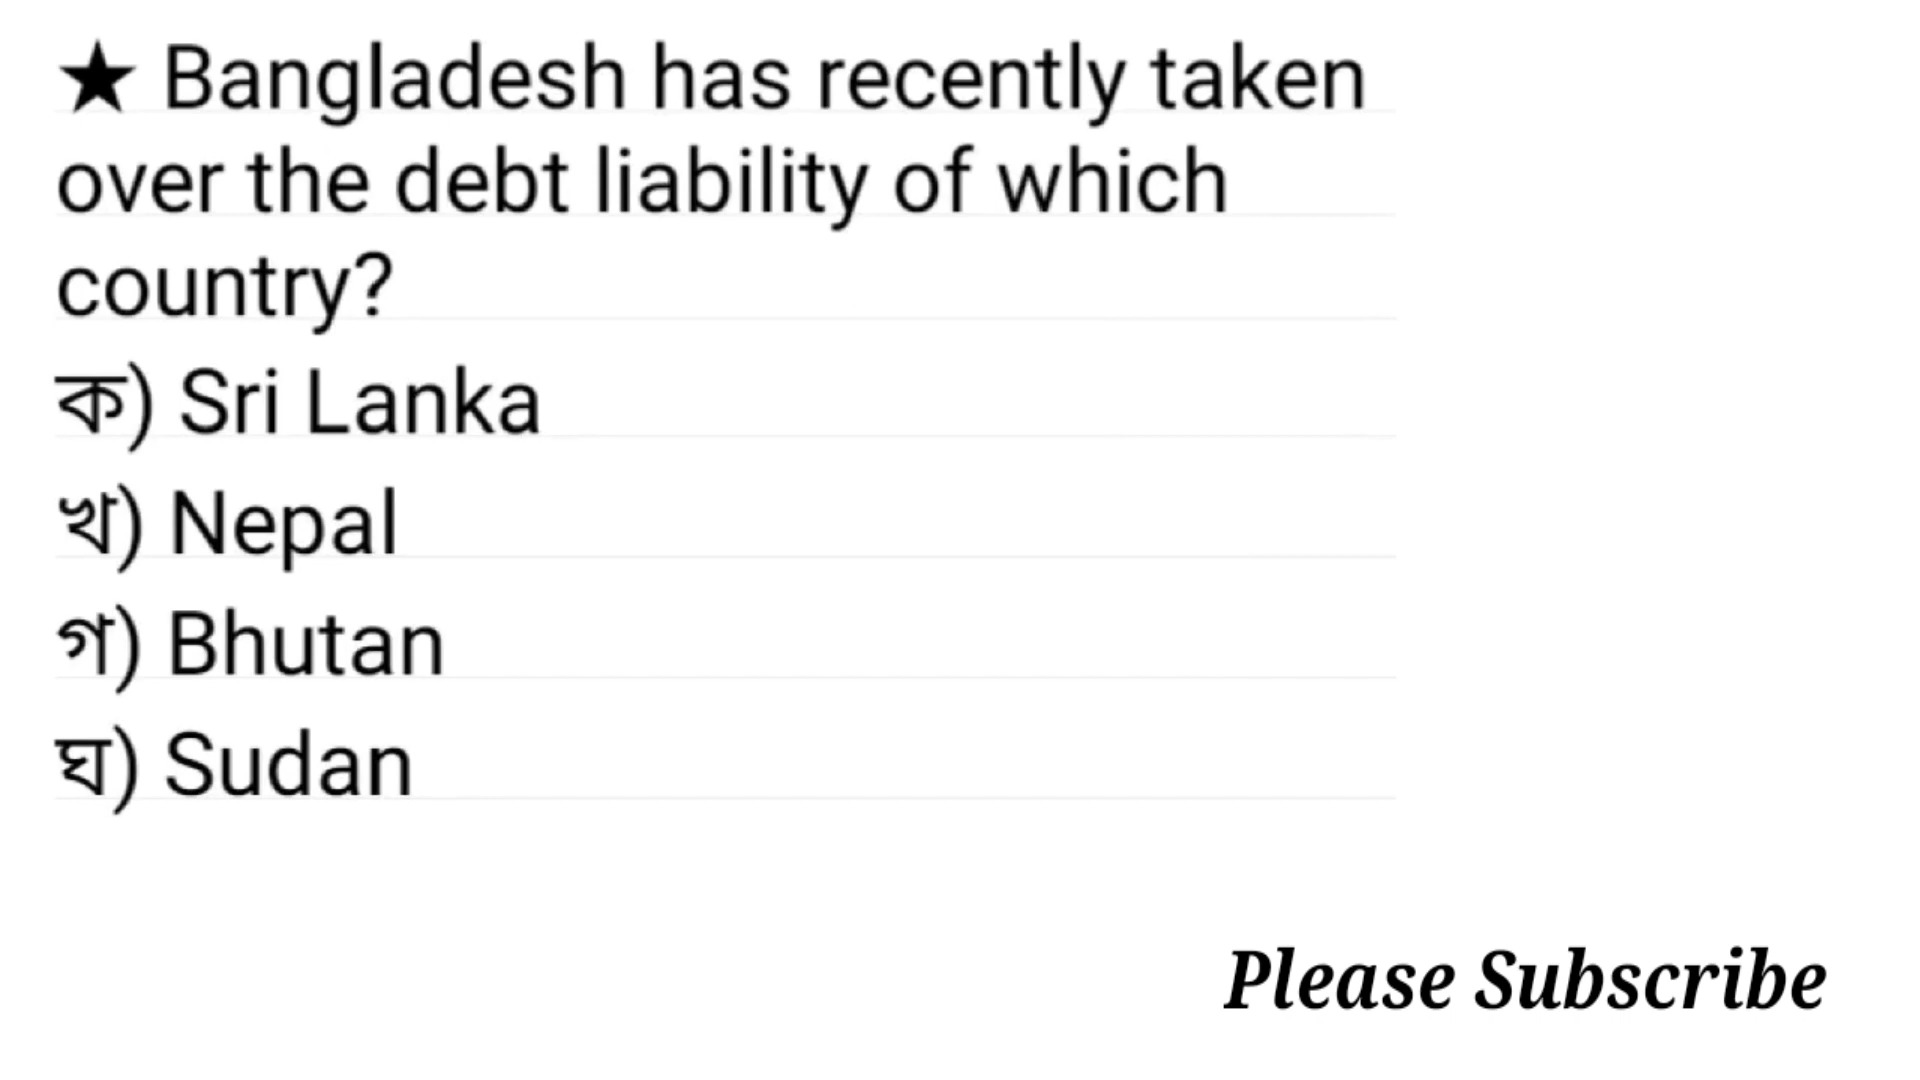 ★ Bangladesh has recently taken
over the debt liability of which
country?
ক) Sri Lanka
খ) Nepal
গ) Bhutan
ঘ) Sudan
Please Subscribe